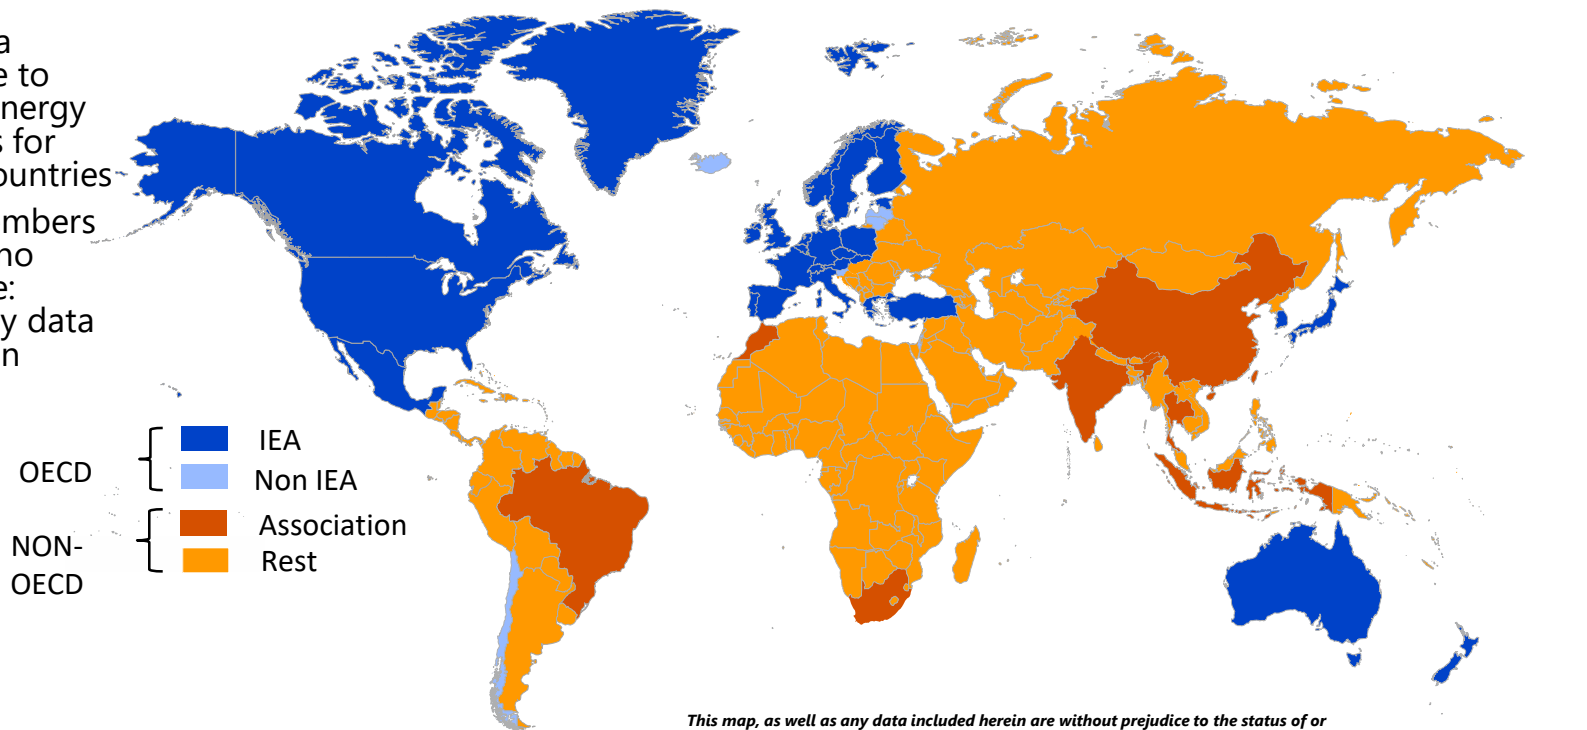 a
e to
nergy
s for
ountries
mbers
no
e:
y data
n
IEA
OECD
Non IEA
Association
NON-
OECD
Rest
This map, as well as any data included herein are without prejudice to the status of or